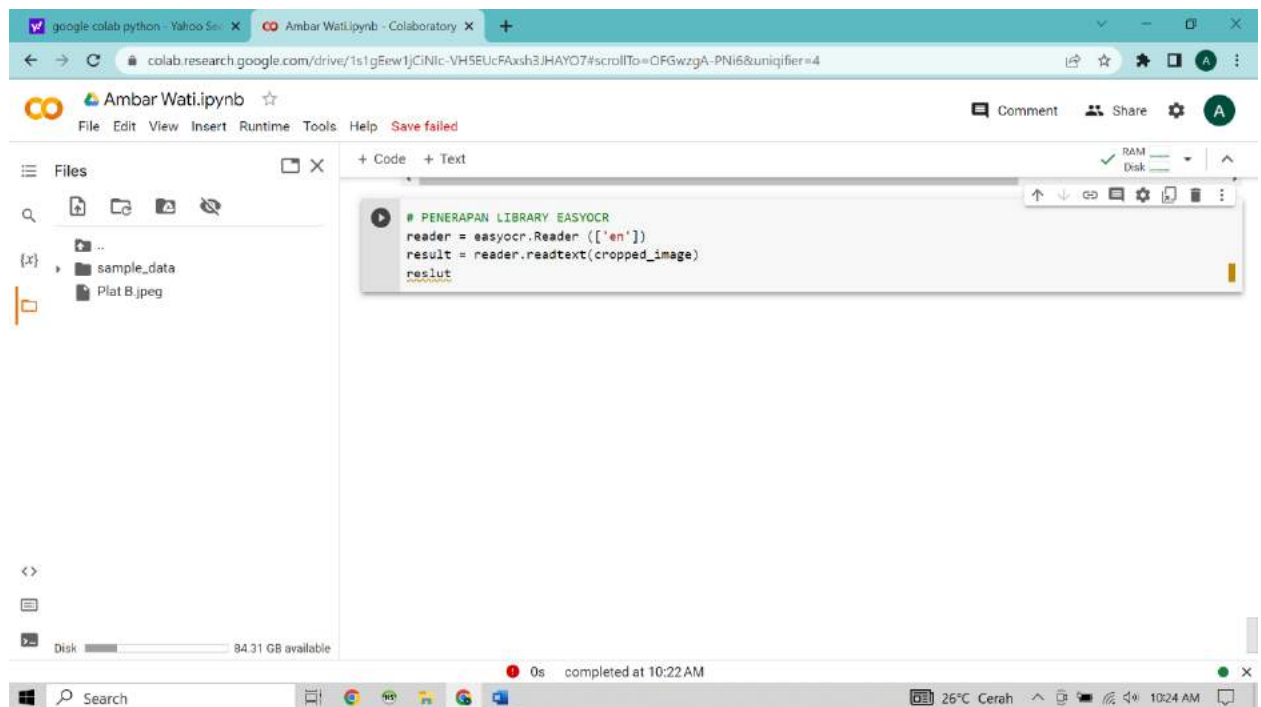 google colab python - Yahoo Sea
Ambar Wati.ipynb - Colaboratory
colab.research.google.com/drive/1s1gEew1jCiNIc-VH5EUcFAxsh3JHAYO7#scrollTo=OFGwzgA-PNi6&uniqifier=4
Ambar Wati.ipynb
File Edit View Insert Runtime Tools Help Save failed
Comment Share A
Files
+ Code + Text
RAM
Disk
{x}
..
sample_data
Plat B.jpeg
# PENERAPAN LIBRARY EASYOCR
reader = easyocr.Reader (['en'])
result = reader.readtext(cropped_image)
reslut
Disk 84.31 GB available
0s completed at 10:22 AM
Search
26°C Cerah 10:24 AM